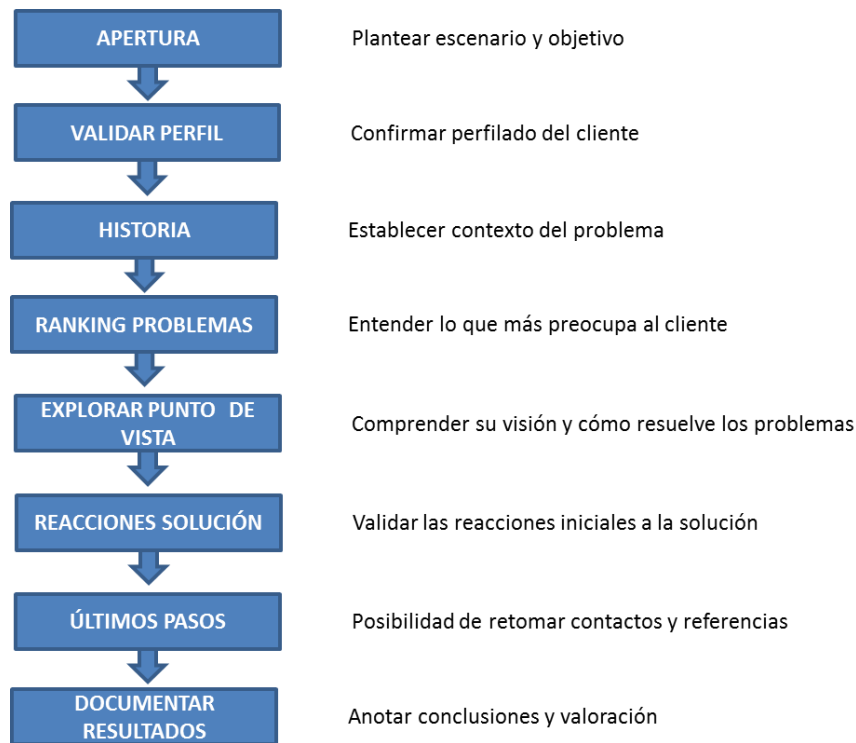 APERTURA
Plantear escenario y objetivo
VALIDAR PERFIL
Confirmar perfilado del cliente
HISTORIA
Establecer contexto del problema
RANKING PROBLEMAS
Entender lo que más preocupa al cliente
EXPLORAR PUNTO DE
VISTA
Comprender su visión y cómo resuelve los problemas
REACCIONES SOLUCIÓN
Validar las reacciones iniciales a la solución
ÚLTIMOS PASOS
Posibilidad de retomar contactos y referencias
DOCUMENTAR
RESULTADOS
Anotar conclusiones y valoración